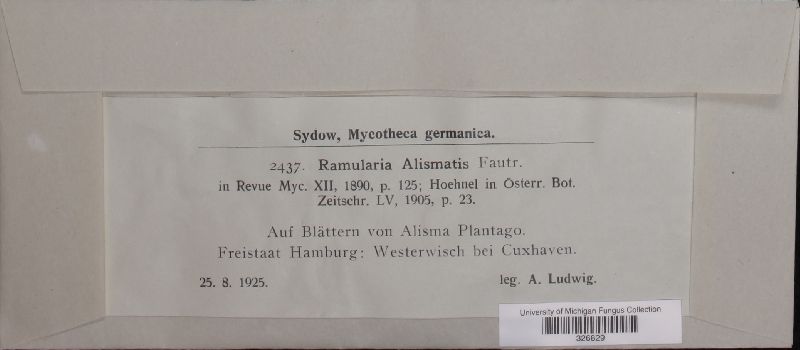 Sydow, Mycotheca germanica.
2437. Ramularia Alismatis Fautr.
in Revue Myc. XII, 1890, p. 125; Hoehnel in Österr. Bot.
Zeitschr. LV, 1905, p. 23.
Auf Blättern von Alisma Plantago.
Freistaat Hamburg: Westerwisch bei Cuxhaven.
25. 8. 1925. leg. A. Ludwig.
University of Michigan Fungus Collection
326629